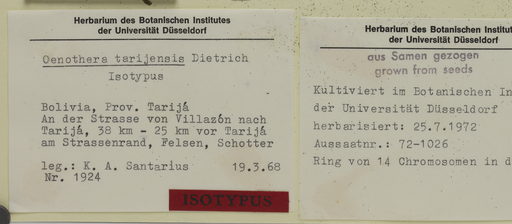 Herbarium des Botanischen Institutes
der Universität Düsseldorf
Oenothera tarijensis Dietrich
Isotypus
Bolivia, Prov. Tarijá
An der Strasse von Villazón nach
Tarijá, 38 km - 25 km vor Tarijá
am Strassenrand, Felsen, Schotter
leg.: K. A. Santarius 19.3.68
Nr. 1924
ISOTYPUS
Herbarium des Botanischen Institut
der Universität Düsseldorf
aus Samen gezogen
grown from seeds
Kultiviert im Botanischen In
der Universität Düsseldorf
herbarisiert: 25.7.1972
Aussaatnr.: 72-1026
Ring von 14 Chromosomen in d